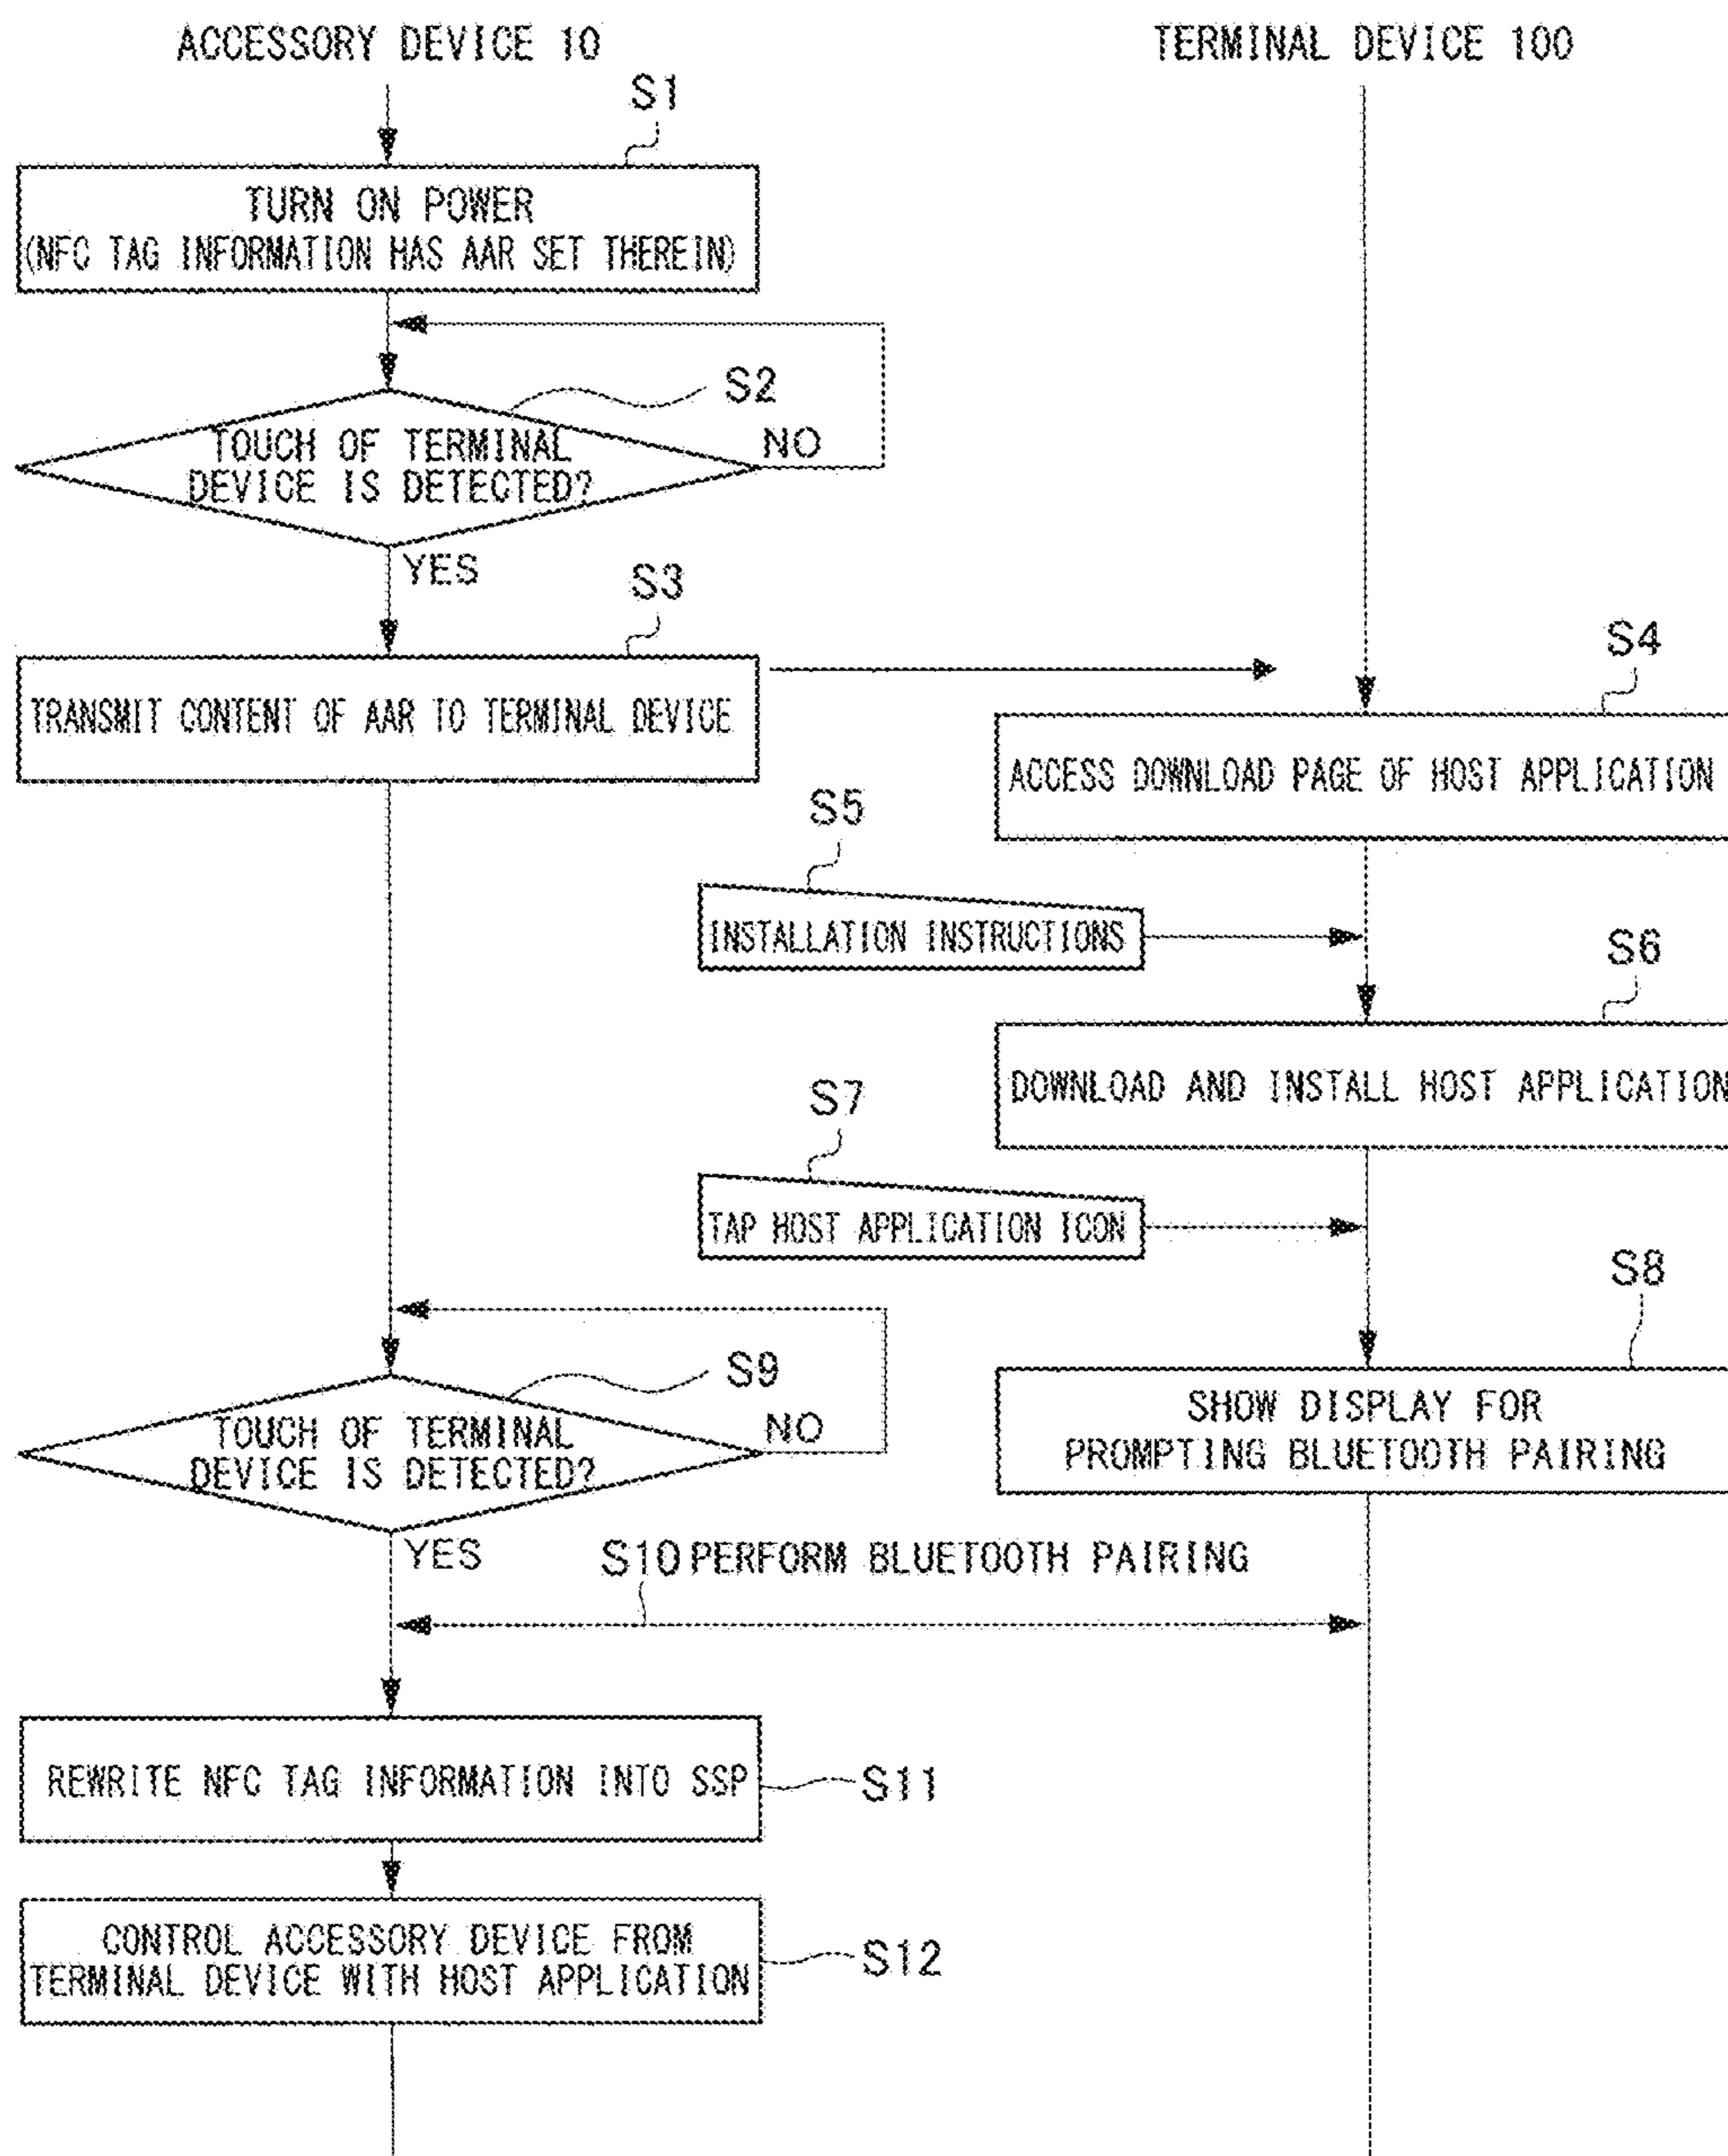 ACCESSORY DEVICE 10
TERMINAL DEVICE 100
S1
TURN ON POWER
(NFC TAG INFORMATION HAS AAR SET THEREIN)
S2
TOUCH OF TERMINAL
DEVICE IS DETECTED?
NO
YES
S3
TRANSMIT CONTENT OF AAR TO TERMINAL DEVICE
S4
ACCESS DOWNLOAD PAGE OF HOST APPLICATION
S5
INSTALLATION INSTRUCTIONS
S6
DOWNLOAD AND INSTALL HOST APPLICATION
S7
TAP HOST APPLICATION ICON
S8
SHOW DISPLAY FOR
PROMPTING BLUETOOTH PAIRING
S9
TOUCH OF TERMINAL
DEVICE IS DETECTED?
NO
YES
S10 PERFORM BLUETOOTH PAIRING
REWRITE NFC TAG INFORMATION INTO SSP
S11
CONTROL ACCESSORY DEVICE FROM
TERMINAL DEVICE WITH HOST APPLICATION
S12